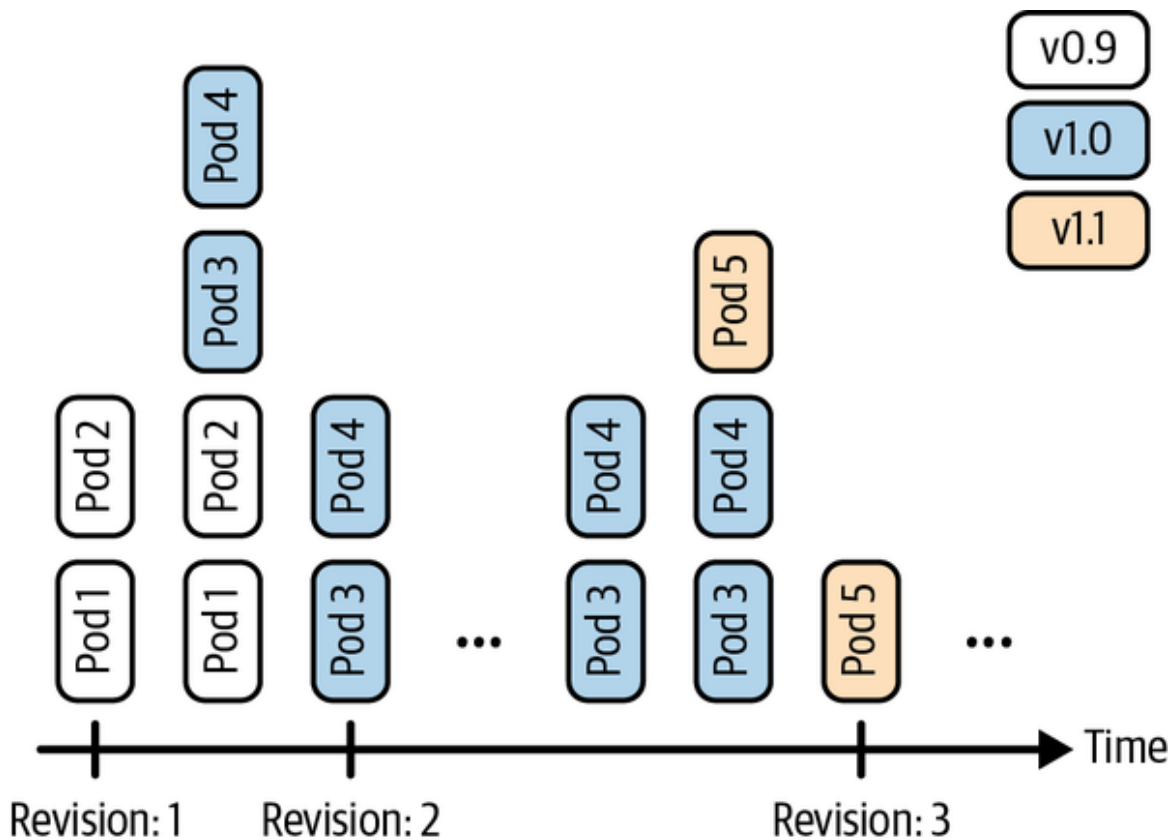 v0.9
v1.0
v1.1
Pod 4
Pod 3
Pod 5
Pod 2
Pod 2
Pod 4
Pod 4
Pod 4
Pod 1
Pod 1
Pod 3
...
Pod 3
Pod 3
Pod 5
...
Time
Revision: 1
Revision: 2
Revision: 3